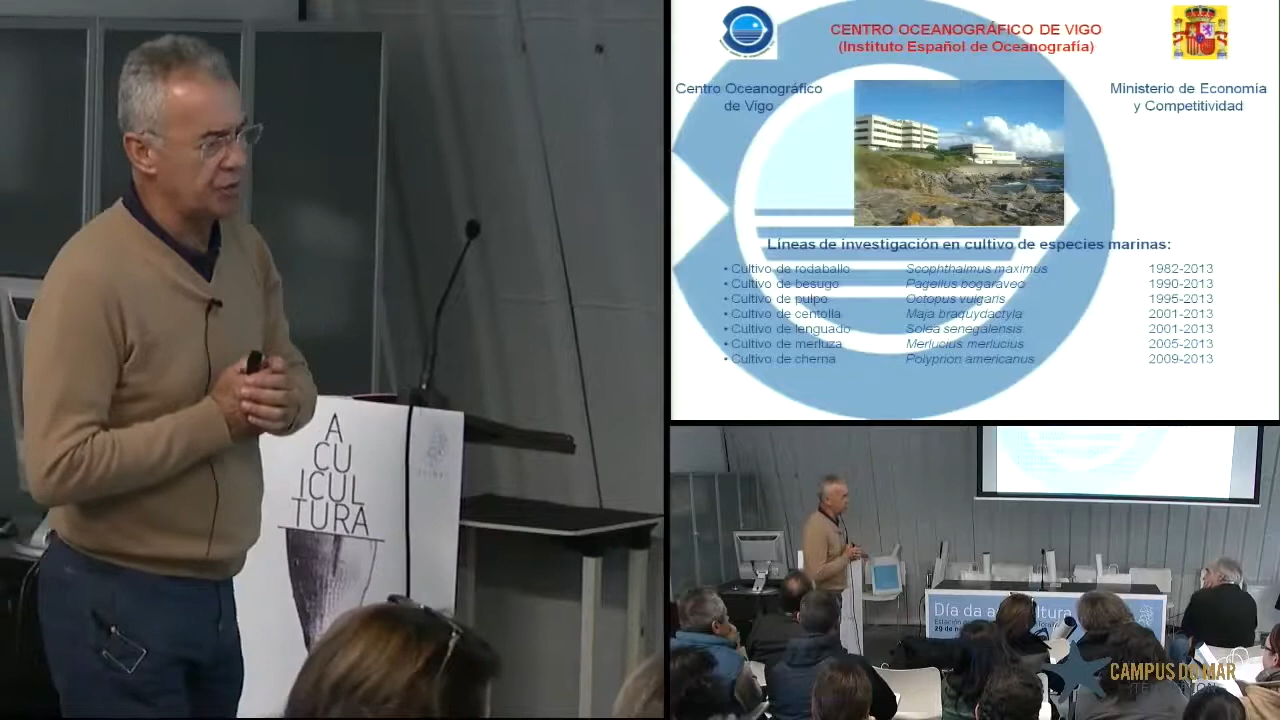 CENTRO OCEANOGRÁFICO DE VIGO
(Instituto Español de Oceanografía)
Centro Oceanográfico
de Vigo
Ministerio de Economía
y Competitividad
Líneas de investigación en cultivo de especies marinas:
• Cultivo de rodaballo Scophthalmus maximus 1982-2013
• Cultivo de besugo Pagellus bogaraveo 1990-2013
• Cultivo de pulpo Octopus vulgaris 1995-2013
• Cultivo de centolla Maja braquydactyla 2001-2013
• Cultivo de lenguado Solea senegalensis 2001-2013
• Cultivo de merluza Merlucius merlucius 2005-2013
• Cultivo de cherna Polyprion americanus 2009-2013
A
CU
ICUL
TURA
Día da a ltura
29 de
CAMPUS DO MAR